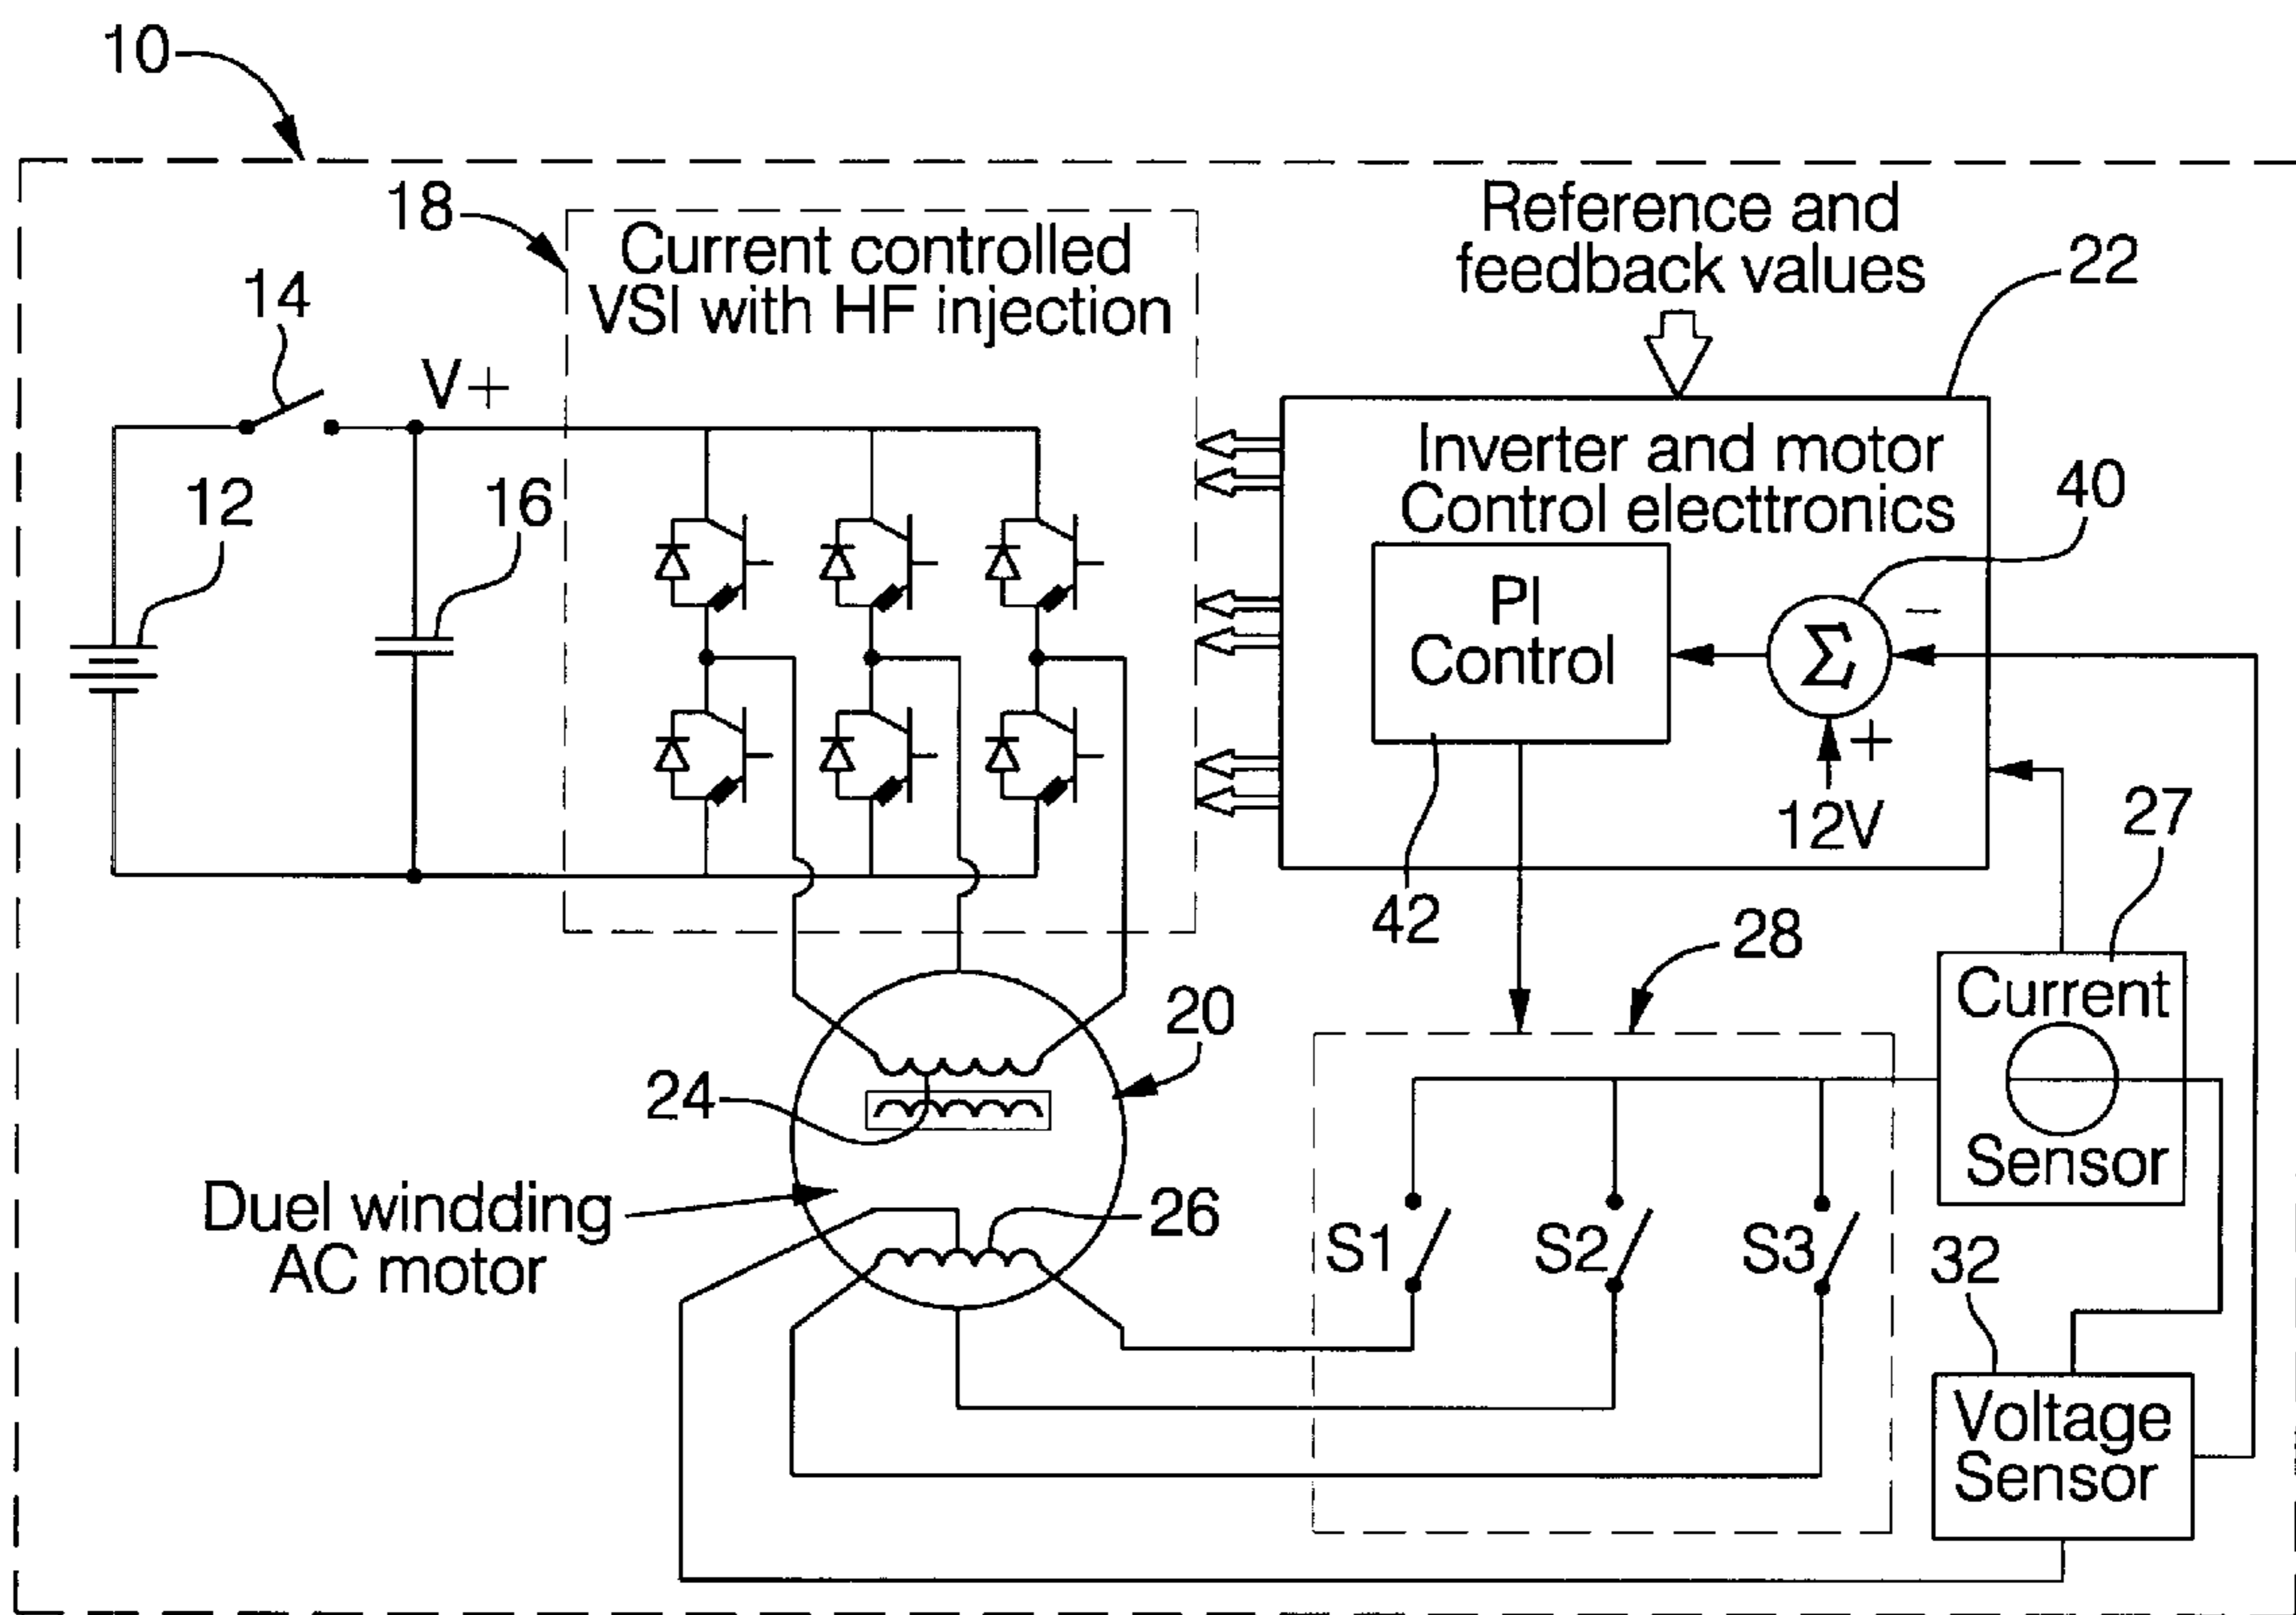 10
18
Current controlled
VSI with HF injection
Reference and
feedback values
22
14
V+
12
16
Inverter and motor
Control electtronics
40
PI
Control
Σ
−
+
12V
42
27
28
Current
Sensor
20
24
Duel windding
AC motor
26
S1
S2
S3
32
Voltage
Sensor